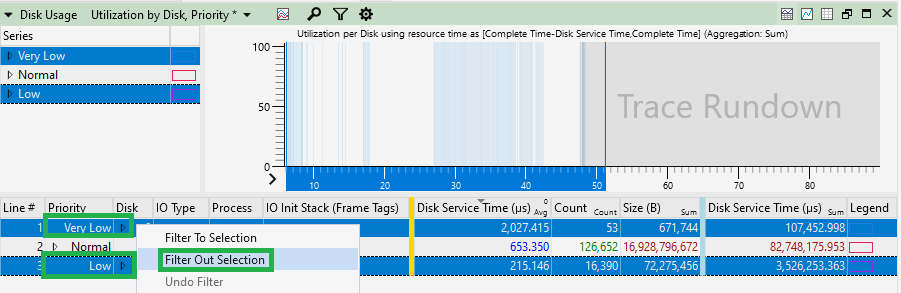 Disk Usage Utilization by Disk, Priority *
Series
Very Low
Normal
Low
Utilization per Disk using resource time as [Complete Time-Disk Service Time,Complete Time] (Aggregation: Sum)
100
50
0
Trace Rundown
10 20 30 40 50 60 70 80
Line # Priority Disk IO Type Process IO Init Stack (Frame Tags) Disk Service Time (µs) Avg 0 Count Count Size (B) Sum Disk Service Time (µs) Sum Legend
1 Very Low 2,027.415 53 671,744 107,452.998
2 Normal 653.350 126,652 16,928,796,672 82,748,175.953
3 Low 215.146 16,390 72,275,456 3,526,253.363
Filter To Selection
Filter Out Selection
Undo Filter